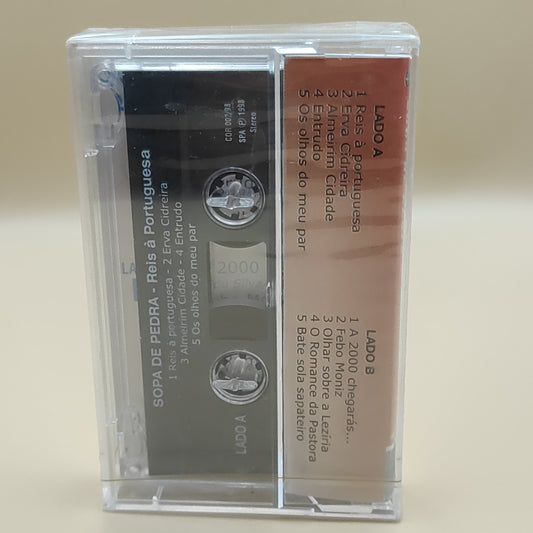 SOPA DE PEDRA - Reis à Portuguesa
1 Reis à portuguesa - 2 Erva Cidreira
3 Almeirim Cidade - 4 Entrudo
5 Os olhos do meu par
COR 002/98
SPA (P) 1998
Stereo
2000
LADO A
LADO A
1 Reis à portuguesa
2 Erva Cidreira
3 Almeirim Cidade
4 Entrudo
5 Os olhos do meu par
LADO B
1 A 2000 chegarás...
2 Febo Moniz
3 Olhar sobre a Lezíria
4 O Romance da Pastora
5 Bate sola sapateiro